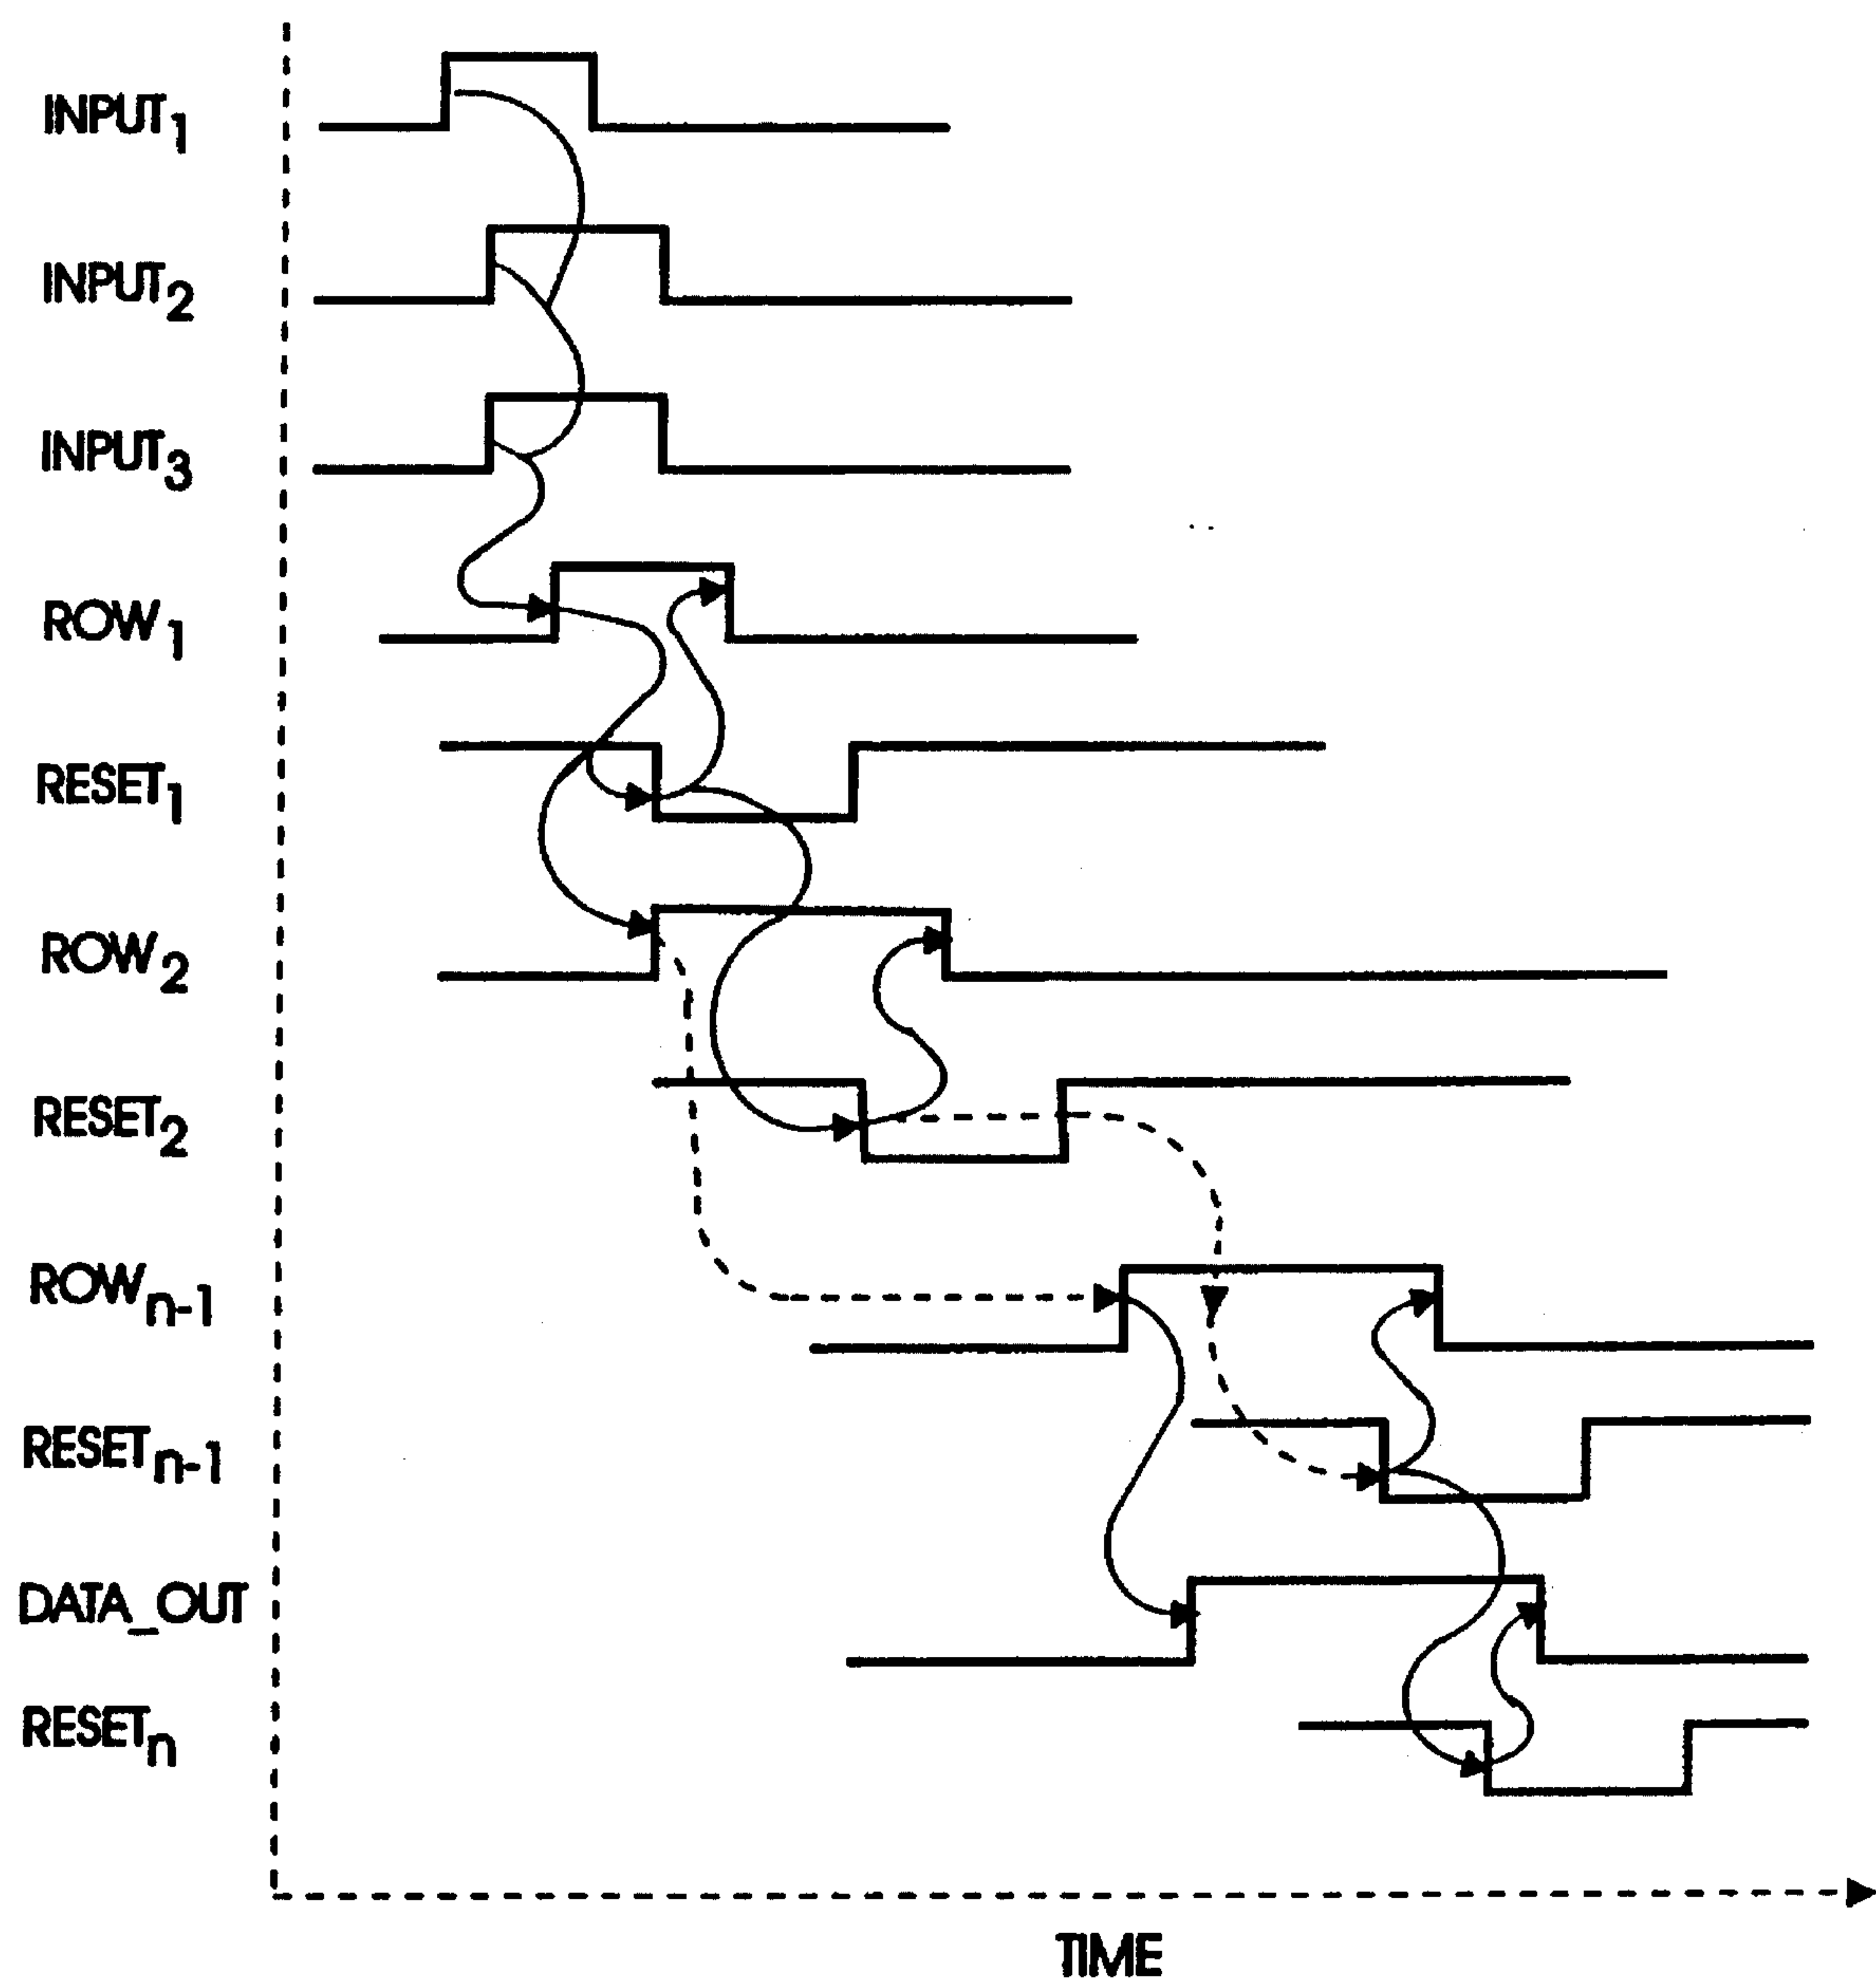 INPUT1
INPUT2
INPUT3
ROW1
RESET1
ROW2
RESET2
ROWn-1
RESETn-1
DATA_OUT
RESETn
TIME